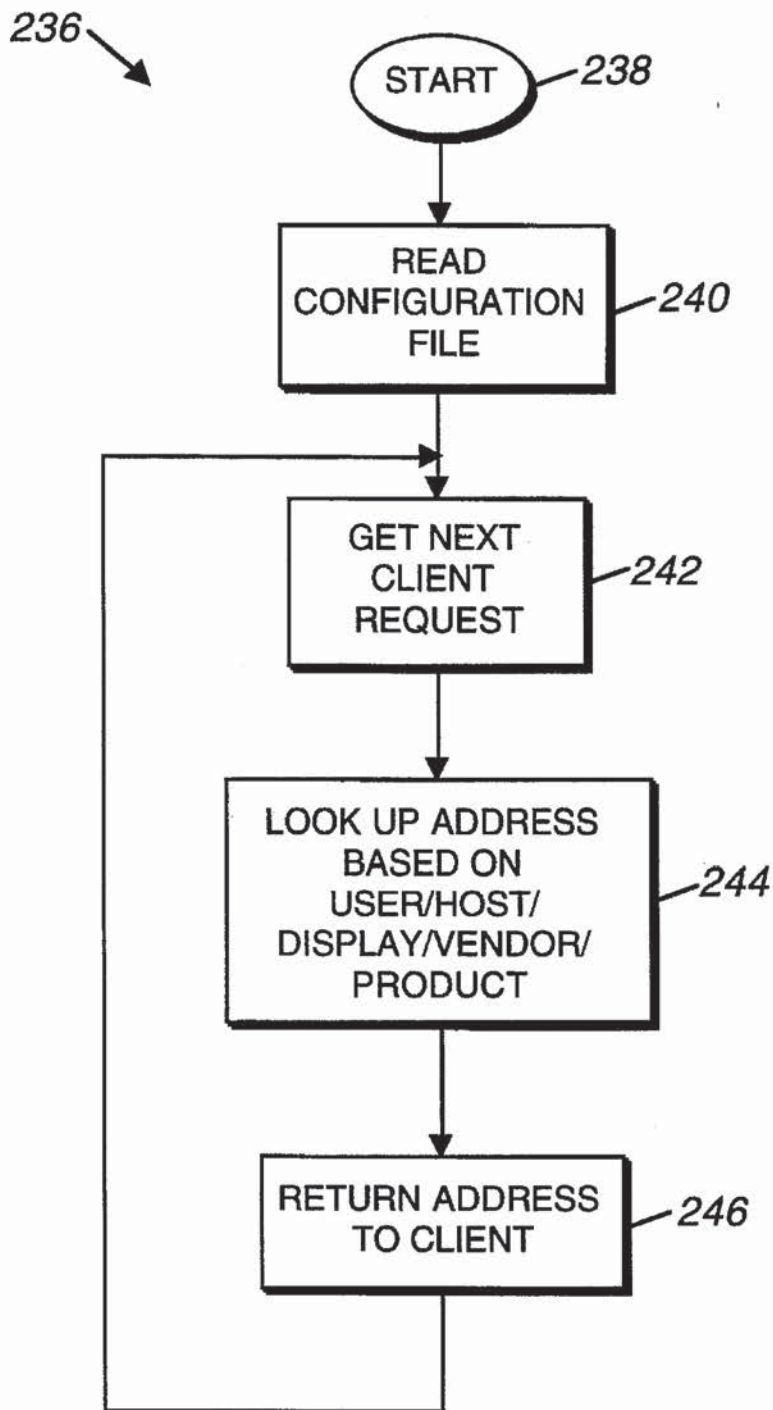 236
START
238
READ
CONFIGURATION
FILE
240
GET NEXT
CLIENT
REQUEST
242
LOOK UP ADDRESS
BASED ON
USER/HOST/
DISPLAY/VENDOR/
PRODUCT
244
RETURN ADDRESS
TO CLIENT
246